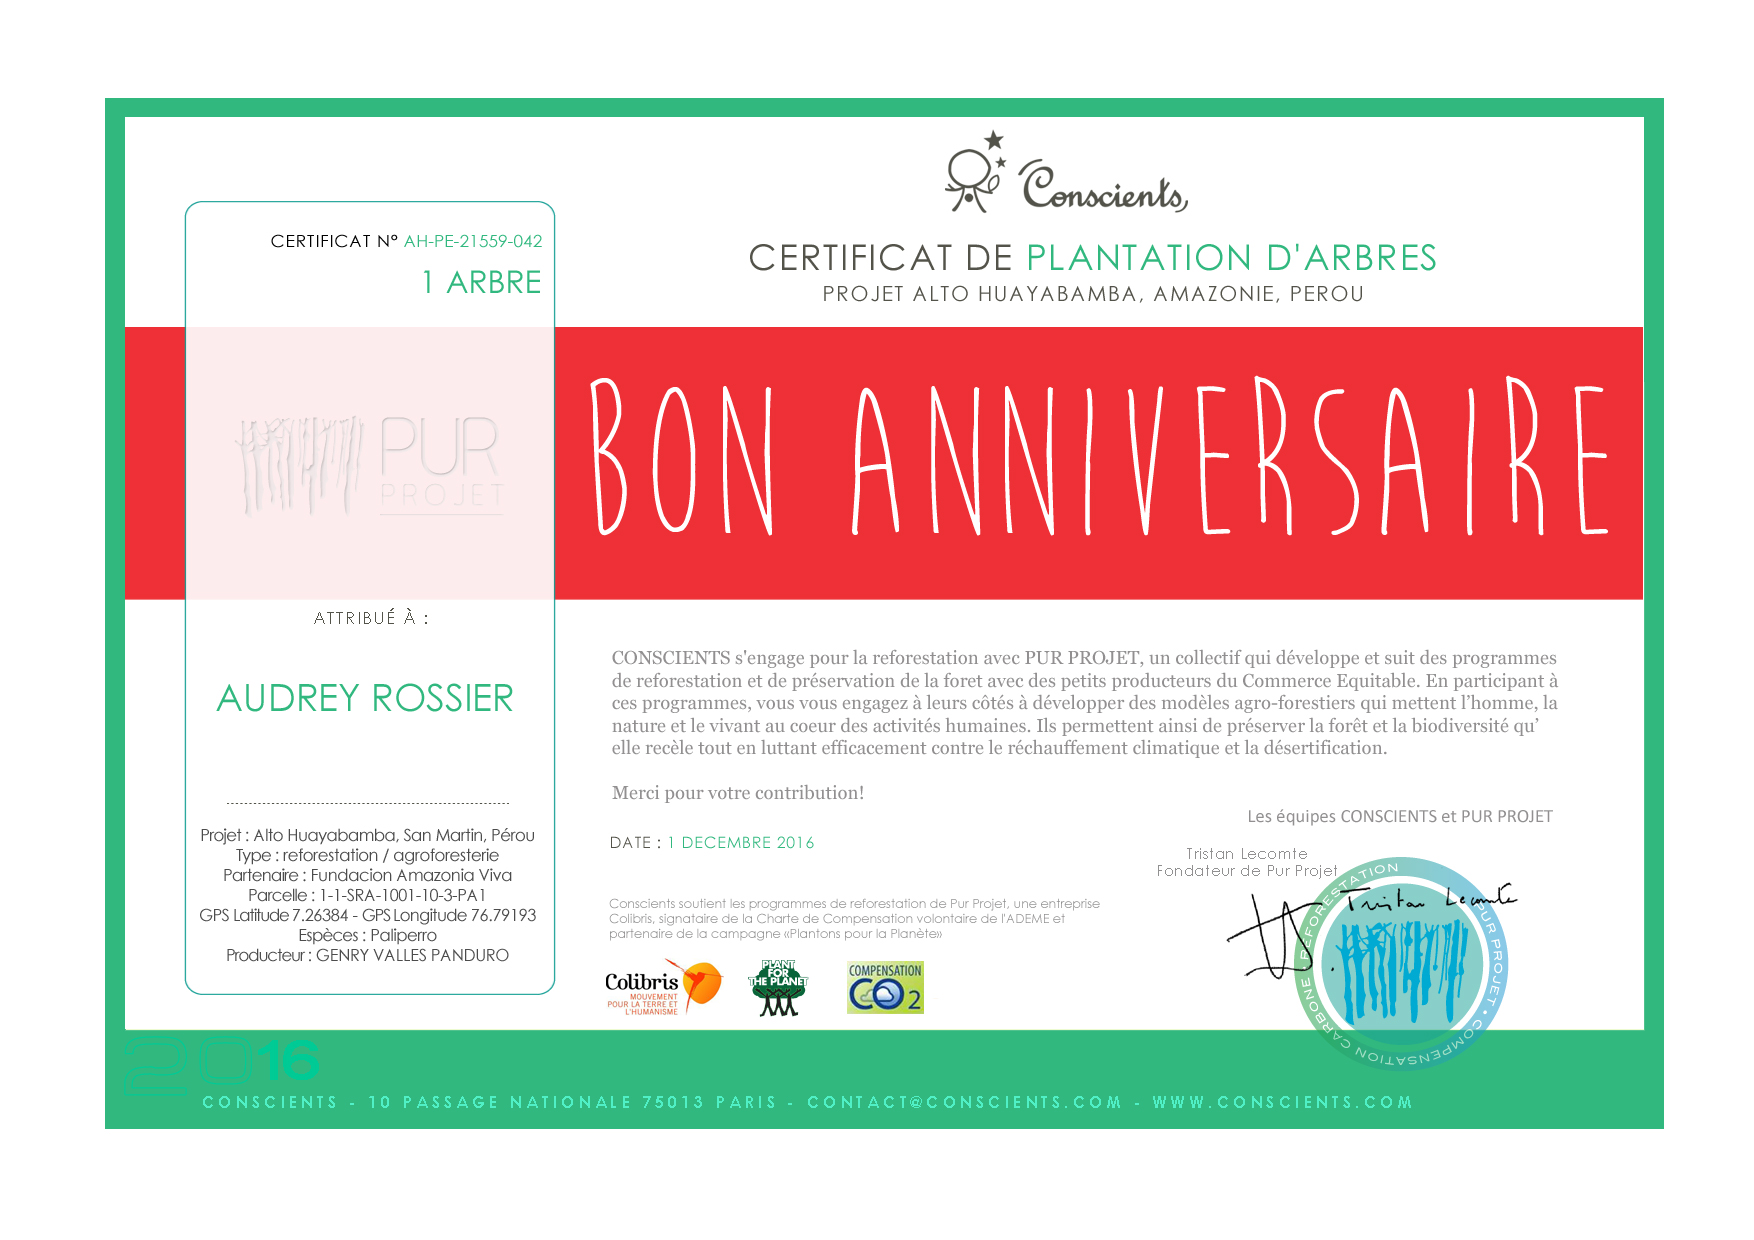 Conscients
CERTIFICAT N° AH-PE-21559-042
1 ARBRE
CERTIFICAT DE PLANTATION D'ARBRES
PROJET ALTO HUAYABAMBA, AMAZONIE, PEROU
BON ANNIVERSAIRE
PUR
PROJET
ATTRIBUÉ À :
AUDREY ROSSIER
Projet : Alto Huayabamba, San Martin, Pérou
Type : reforestation / agroforesterie
Partenaire : Fundacion Amazonia Viva
Parcelle : 1-1-SRA-1001-10-3-PA1
GPS Latitude 7.26384 - GPS Longitude 76.79193
Espèces : Paliperro
Producteur : GENRY VALLES PANDURO
CONSCIENTS s'engage pour la reforestation avec PUR PROJET, un collectif qui développe et suit des programmes
de reforestation et de préservation de la foret avec des petits producteurs du Commerce Equitable. En participant à
ces programmes, vous vous engagez à leurs côtés à développer des modèles agro-forestiers qui mettent l'homme, la
nature et le vivant au coeur des activités humaines. Ils permettent ainsi de préserver la forêt et la biodiversité qu'
elle recèle tout en luttant efficacement contre le réchauffement climatique et la désertification.
Merci pour votre contribution!
Les équipes CONSCIENTS et PUR PROJET
DATE : 1 DECEMBRE 2016
Tristan Lecomte
Fondateur de Pur Projet
Tristan Lecomte
REFORESTATION
PUR PROJET • COMPENSATION CARBONE
Conscients soutient les programmes de reforestation de Pur Projet, une entreprise
Colibris, signataire de la Charte de Compensation volontaire de l'ADEME et
partenaire de la campagne «Plantons pour la Planète»
Colibris
MOUVEMENT
POUR LA TERRE ET
L'HUMANISME
PLANT
FOR
THE PLANET
COMPENSATION
CO2
2016
CONSCIENTS - 10 PASSAGE NATIONALE 75013 PARIS - CONTACT@CONSCIENTS.COM - WWW.CONSCIENTS.COM